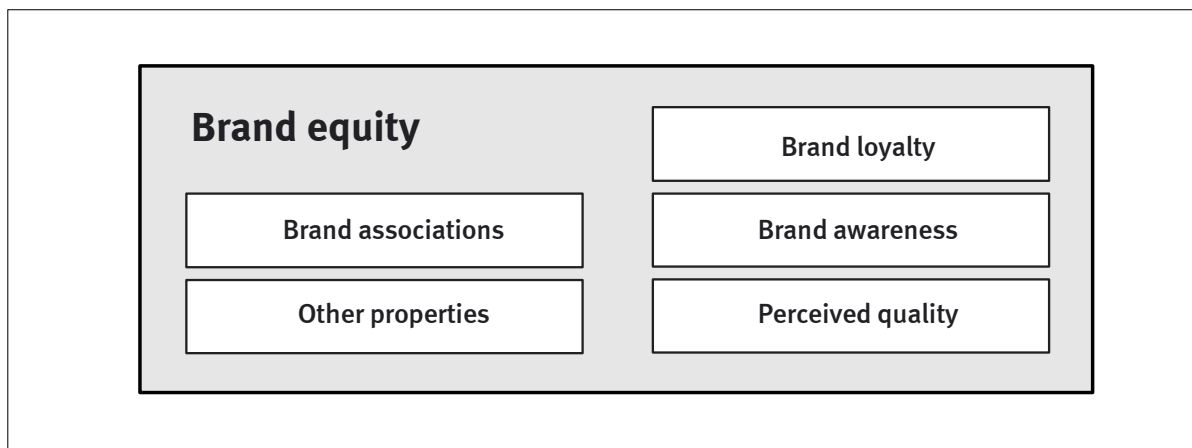 Brand equity
Brand associations
Other properties
Brand loyalty
Brand awareness
Perceived quality